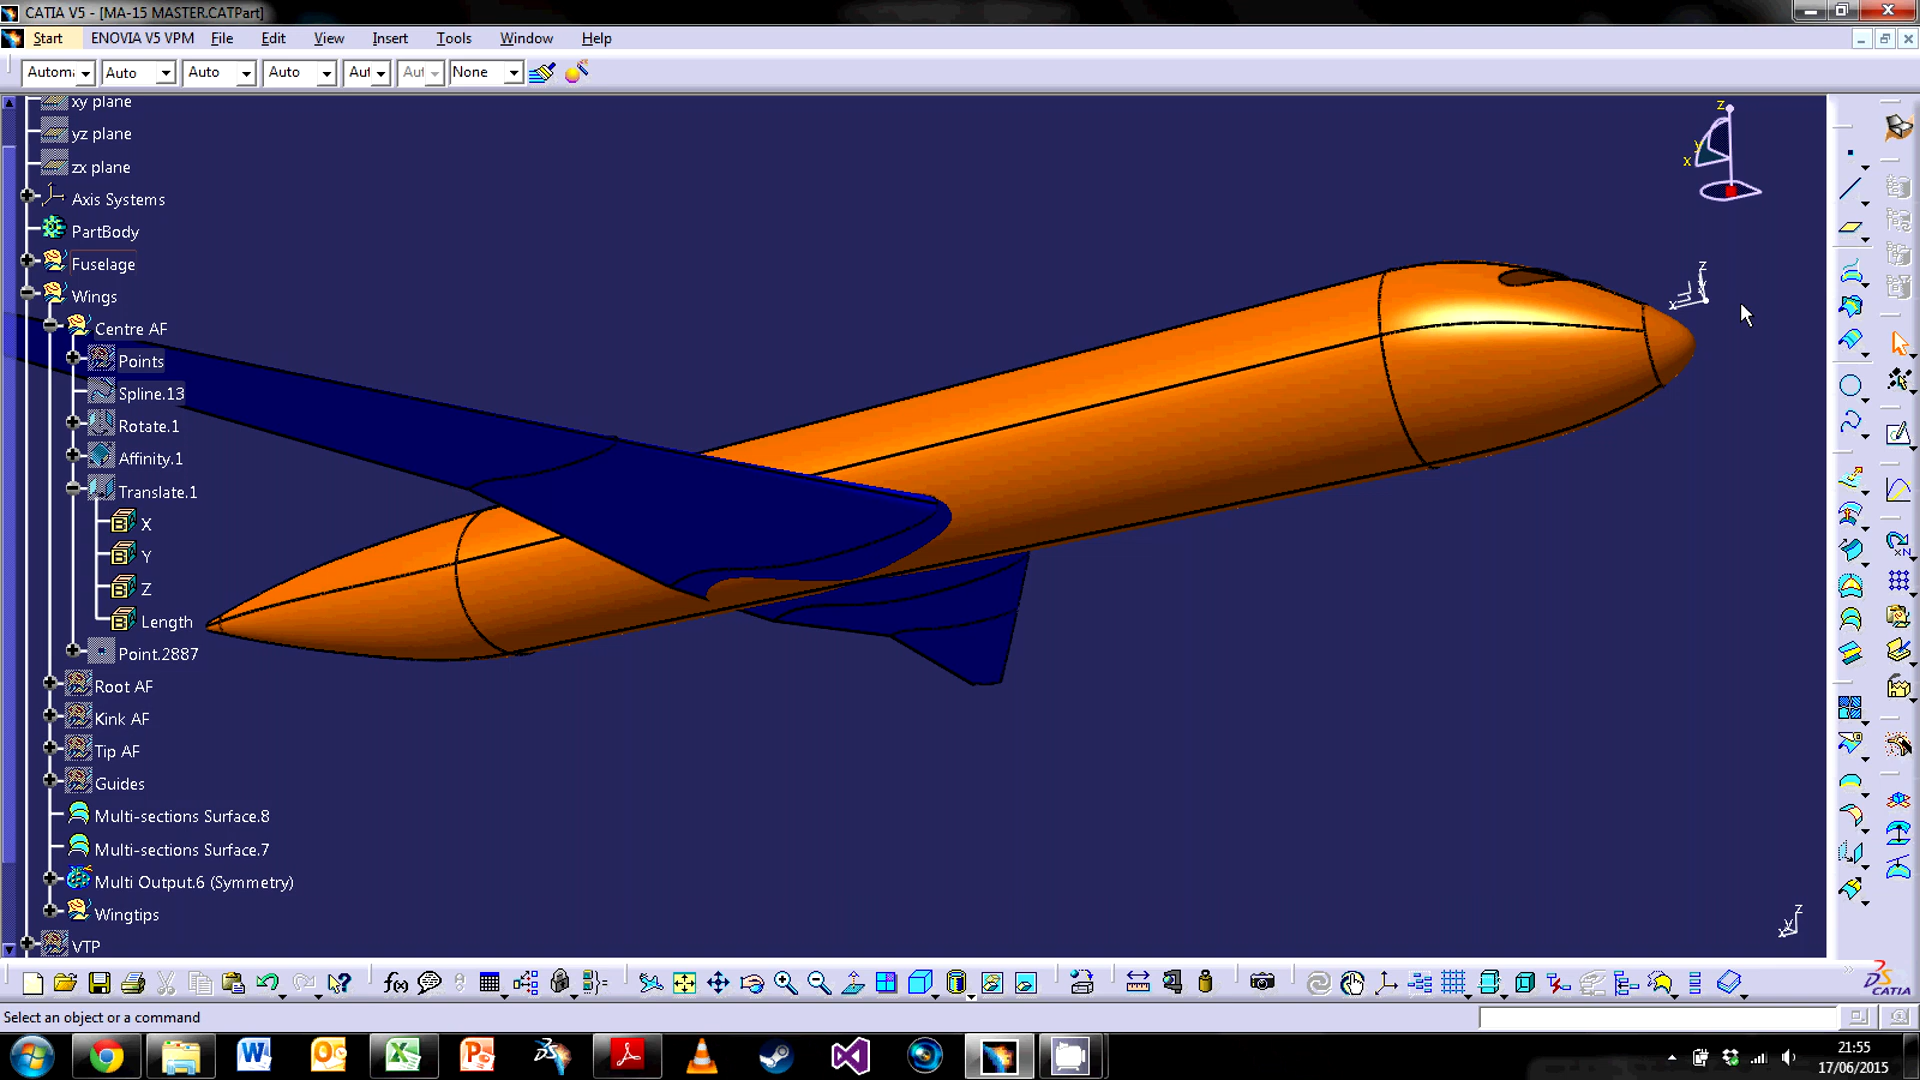 CATIA V5 - [MA-15 MASTER.CATPart]
Start ENOVIA V5 VPM File Edit View Insert Tools Window Help
Auto Auto Auto Aut Aut None
xy plane
yz plane
zx plane
Axis Systems
PartBody
Fuselage
Wings
Centre AF
Points
Spline.13
Rotate.1
Affinity.1
Translate.1
X
Y
Z
Length
Point.2887
Root AF
Kink AF
Tip AF
Guides
Multi-sections Surface.8
Multi-sections Surface.7
Multi Output.6 (Symmetry)
Wingtips
VTP
z
y
x
z
x
z
y
x
f(x)
CATIA
Select an object or a command
21:55
17/06/2015